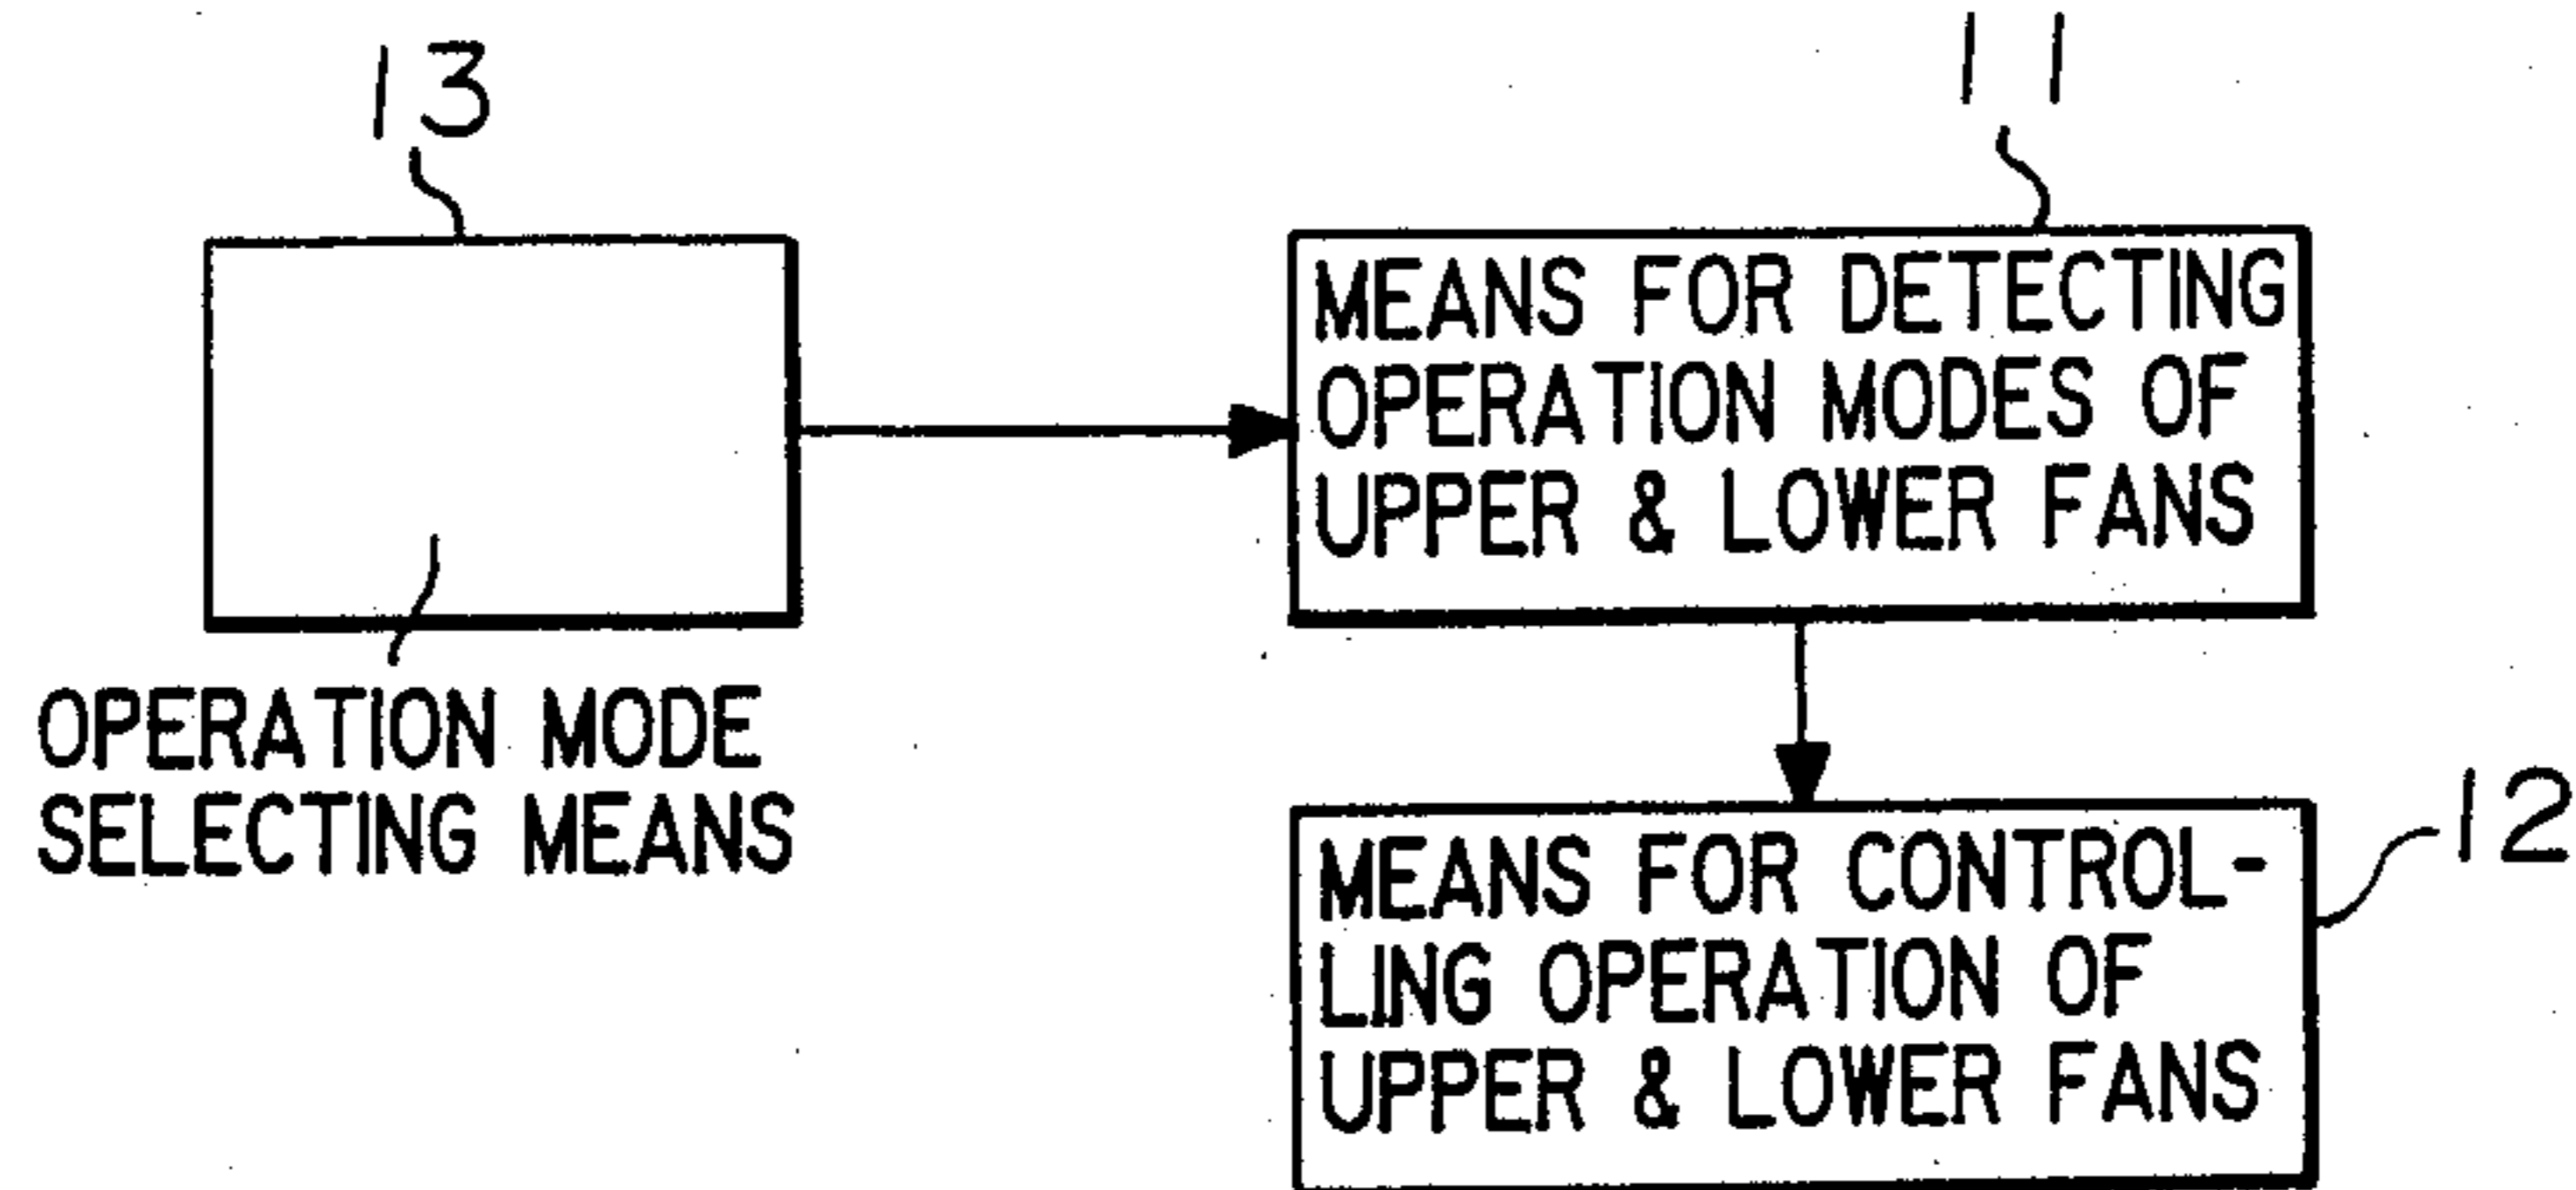 13
11
MEANS FOR DETECTING
OPERATION MODES OF
UPPER & LOWER FANS
OPERATION MODE
SELECTING MEANS
12
MEANS FOR CONTROL-
LING OPERATION OF
UPPER & LOWER FANS